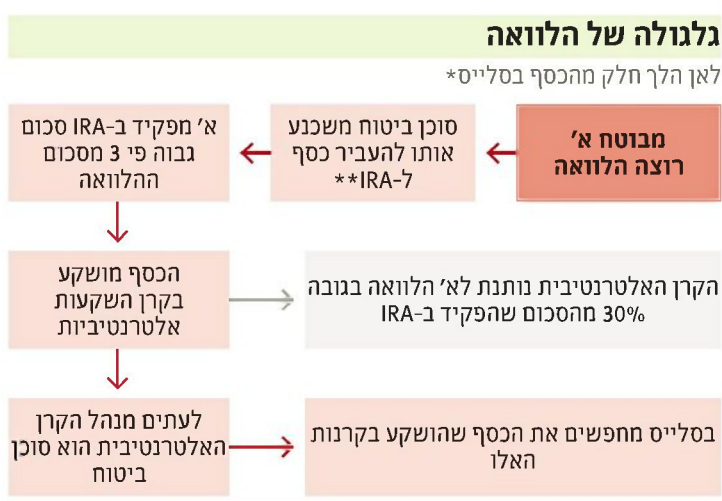 גלגולה של הלוואה
לאן הלך חלק מהכסף בסלייס*
מבוטח א׳
רוצה הלוואה
סוכן ביטוח משכנע
אותו להעביר כסף
ל-IRA**
א׳ מפקיד ב-IRA סכום
גבוה פי 3 מסכום
ההלוואה
הכסף מושקע
בקרן השקעות
אלטרנטיביות
הקרן האלטרנטיבית נותנת לא׳ הלוואה בגובה
30% מהסכום שהפקיד ב-IRA
לעתים מנהל הקרן
האלטרנטיבית הוא סוכן
ביטוח
בסלייס מחפשים את הכסף שהושקע בקרנות
האלו